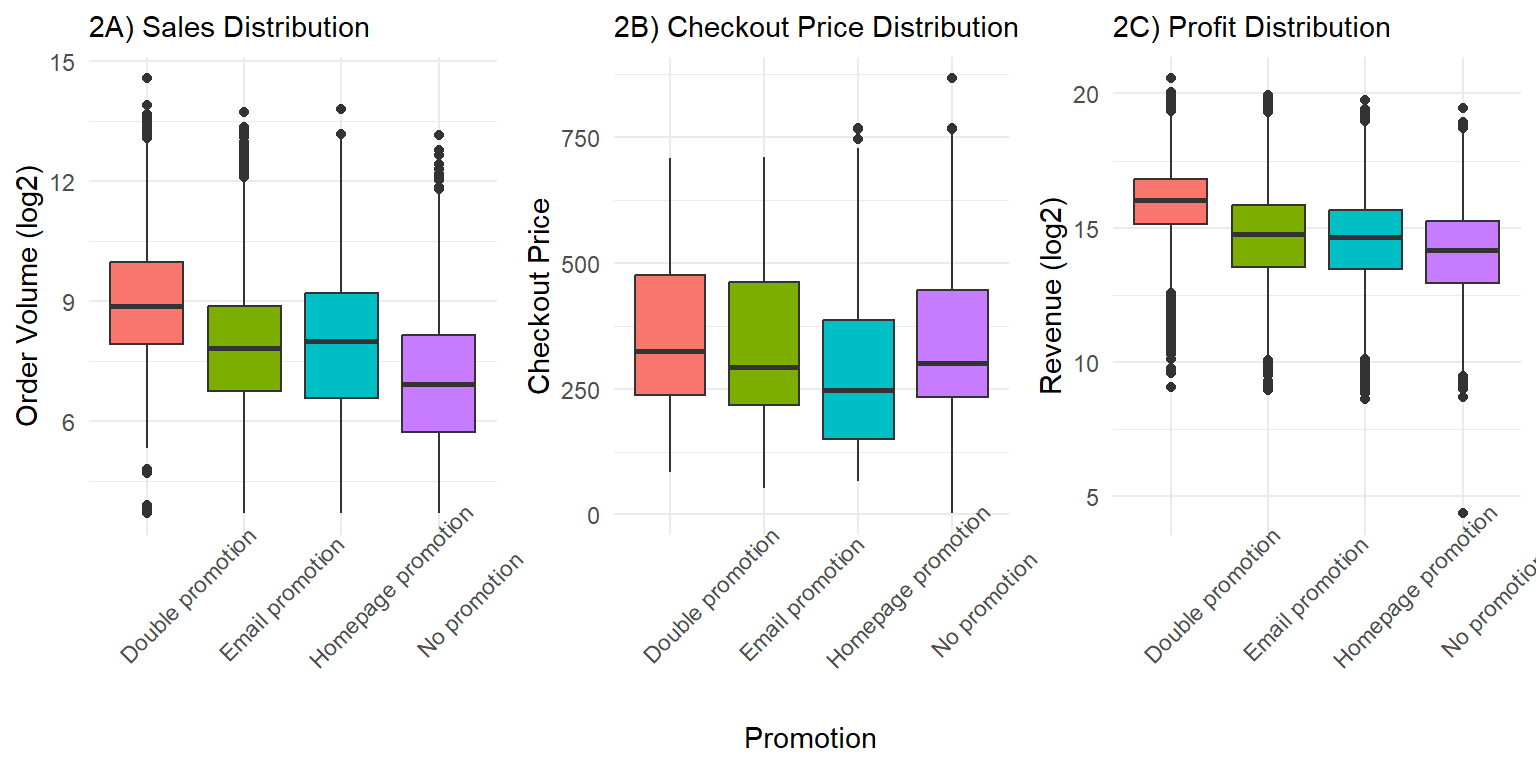 2A) Sales Distribution
Order Volume (log2)
15
12
9
6
Double promotion
Email promotion
Homepage promotion
No promotion
2B) Checkout Price Distribution
Checkout Price
750
500
250
0
Double promotion
Email promotion
Homepage promotion
No promotion
2C) Profit Distribution
Revenue (log2)
20
15
10
5
Double promotion
Email promotion
Homepage promotion
No promotion
Promotion